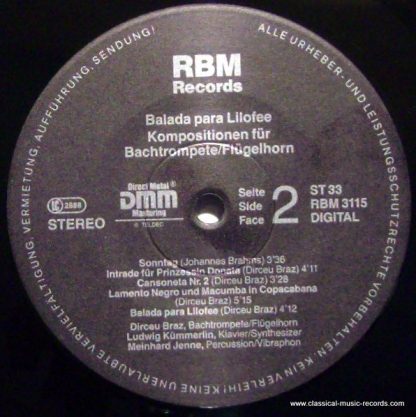 ALLE URHEBER- UND LEISTUNGSSCHUTZRECHTE VORBEHALTEN. KEIN VERLEIH! KEINE UNERLAUBTE VERVIELFÄLTIGUNG, VERMIETUNG, AUFFÜHRUNG, SENDUNG!
RBM
Records
Balada para Lilofee
Kompositionen für
Bachtrompete/Flügelhorn
LC 2888
STEREO
Direct Metal
DMM
Mastering
® TELDEC
Seite
Side
Face
2
ST 33
RBM 3115
DIGITAL
Sonntag (Johannes Brahms) 3'36
Intrade für Prinzessin Donata (Dirceu Braz) 4'11
Cansoneta Nr. 2 (Dirceu Braz) 3'28
Lamento Negro und Macumba in Copacabana
(Dirceu Braz) 5'15
Balada para Lilofee (Dirceu Braz) 4'12
Dirceu Braz, Bachtrompete/Flügelhorn
Ludwig Kümmerlin, Klavier/Synthesizer
Meinhard Jenne, Percussion/Vibraphon
www.classical-music-records.com